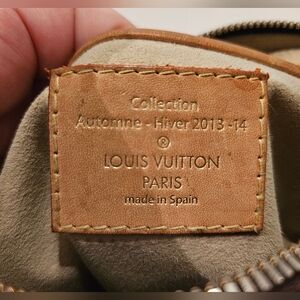 Collection
Automne - Hiver 2013 -14
®
LOUIS VUITTON
PARIS
made in Spain